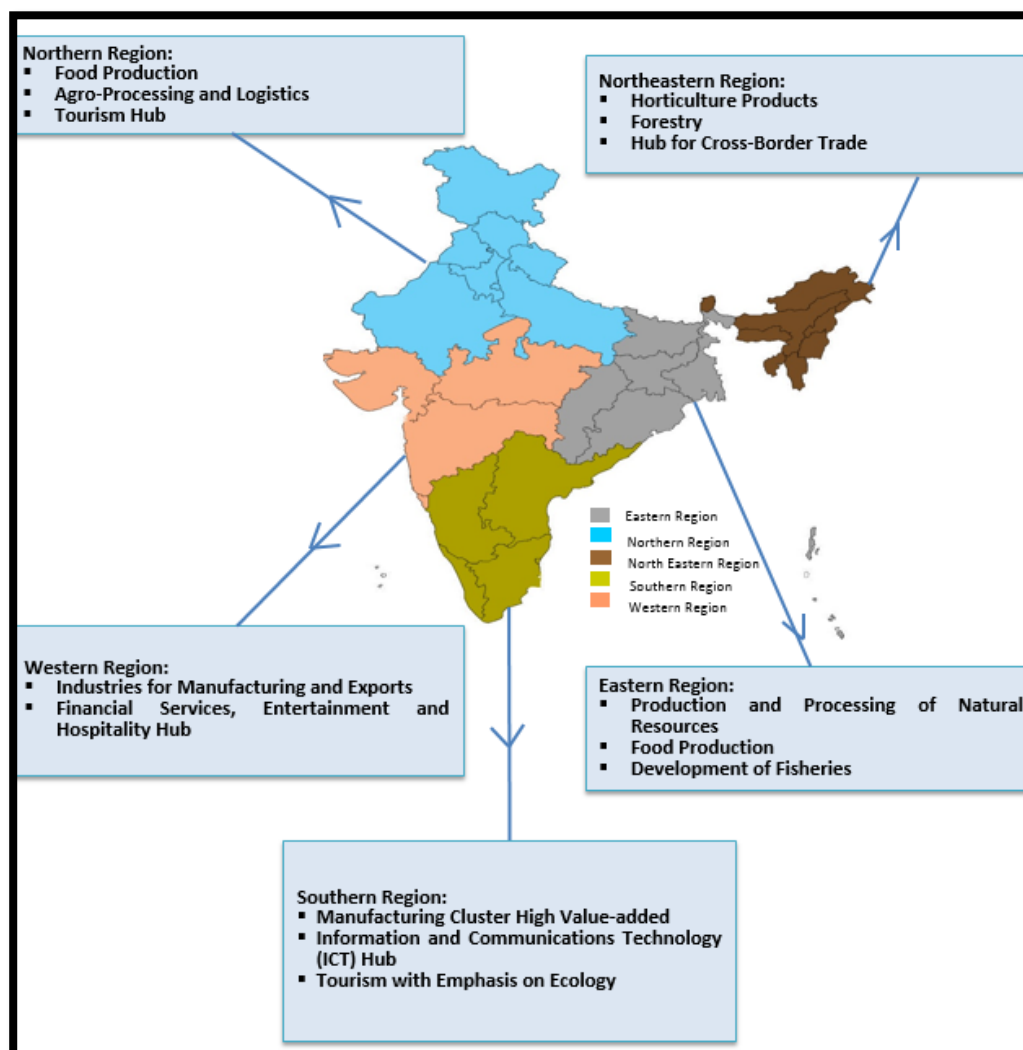 Northern Region:
▪ Food Production
▪ Agro-Processing and Logistics
▪ Tourism Hub
Northeastern Region:
▪ Horticulture Products
▪ Forestry
▪ Hub for Cross-Border Trade
Eastern Region
Northern Region
North Eastern Region
Southern Region
Western Region
Western Region:
▪ Industries for Manufacturing and Exports
▪ Financial Services, Entertainment and
Hospitality Hub
Eastern Region:
▪ Production and Processing of Natural
Resources
▪ Food Production
▪ Development of Fisheries
Southern Region:
▪ Manufacturing Cluster High Value-added
▪ Information and Communications Technology
(ICT) Hub
▪ Tourism with Emphasis on Ecology